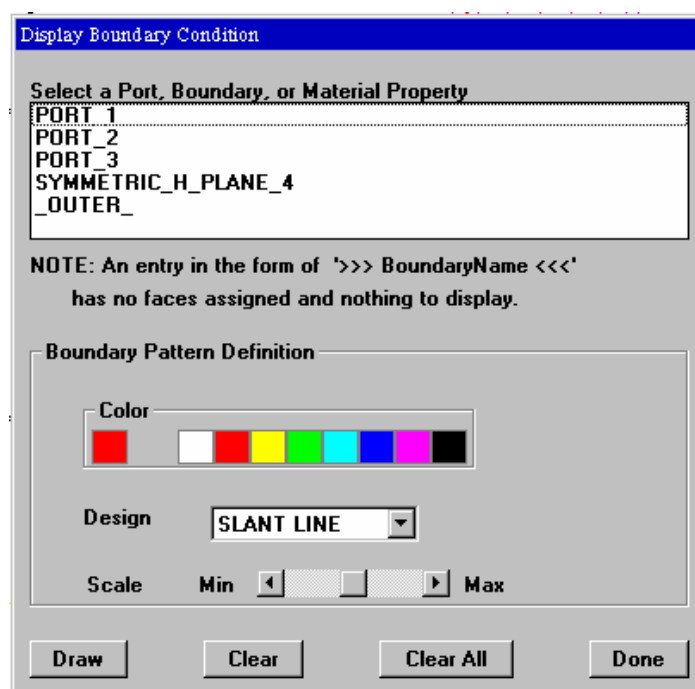 Display Boundary Condition
Select a Port, Boundary, or Material Property
PORT_1
PORT_2
PORT_3
SYMMETRIC_H_PLANE_4
_OUTER_
NOTE: An entry in the form of '>>> BoundaryName <<<'
has no faces assigned and nothing to display.
Boundary Pattern Definition
Color
Design SLANT LINE
Scale Min Max
Draw Clear Clear All Done